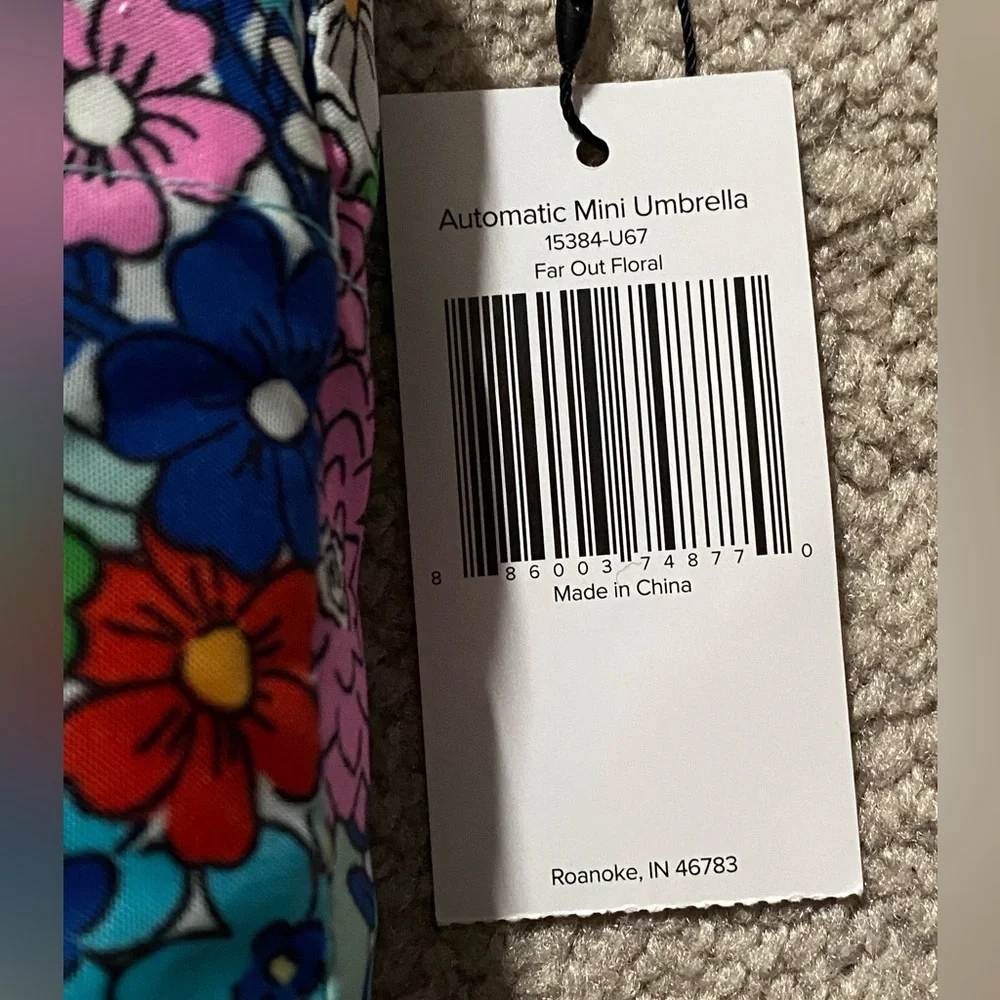 Automatic Mini Umbrella
15384-U67
Far Out Floral
8 86003 74877 0
Made in China
Roanoke, IN 46783